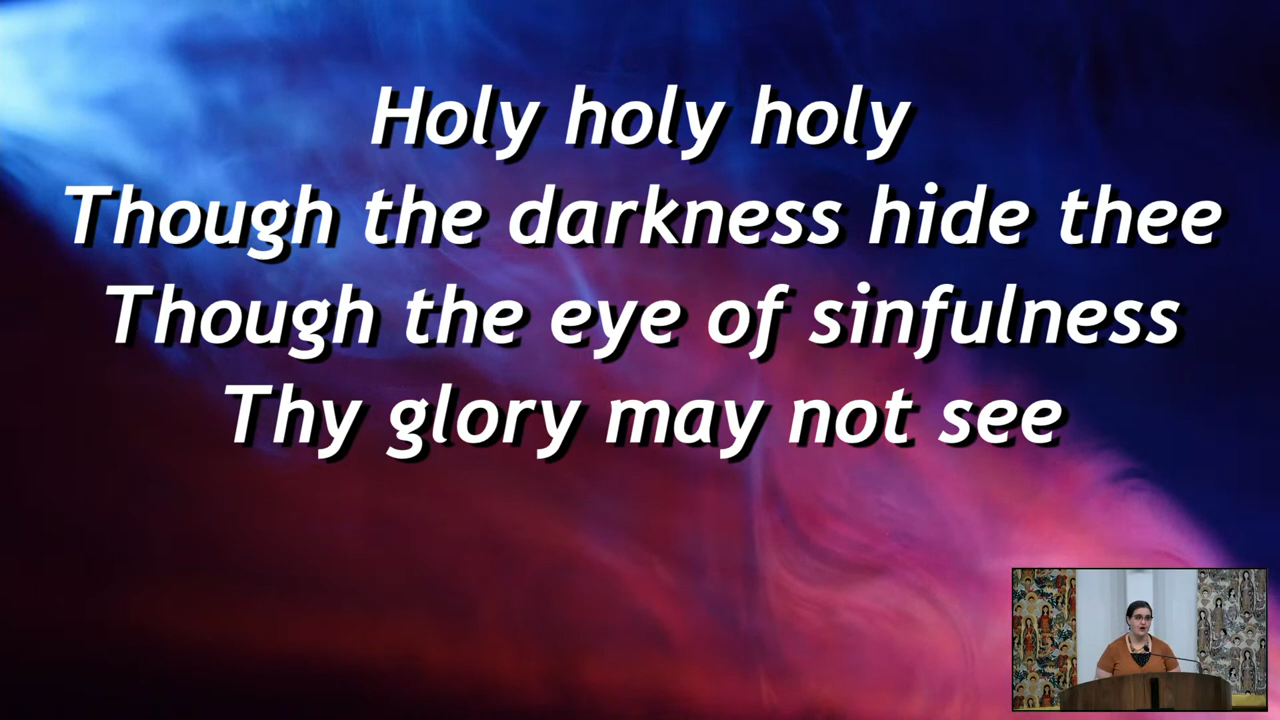 Holy holy holy
Though the darkness hide thee
Though the eye of sinfulness
Thy glory may not see